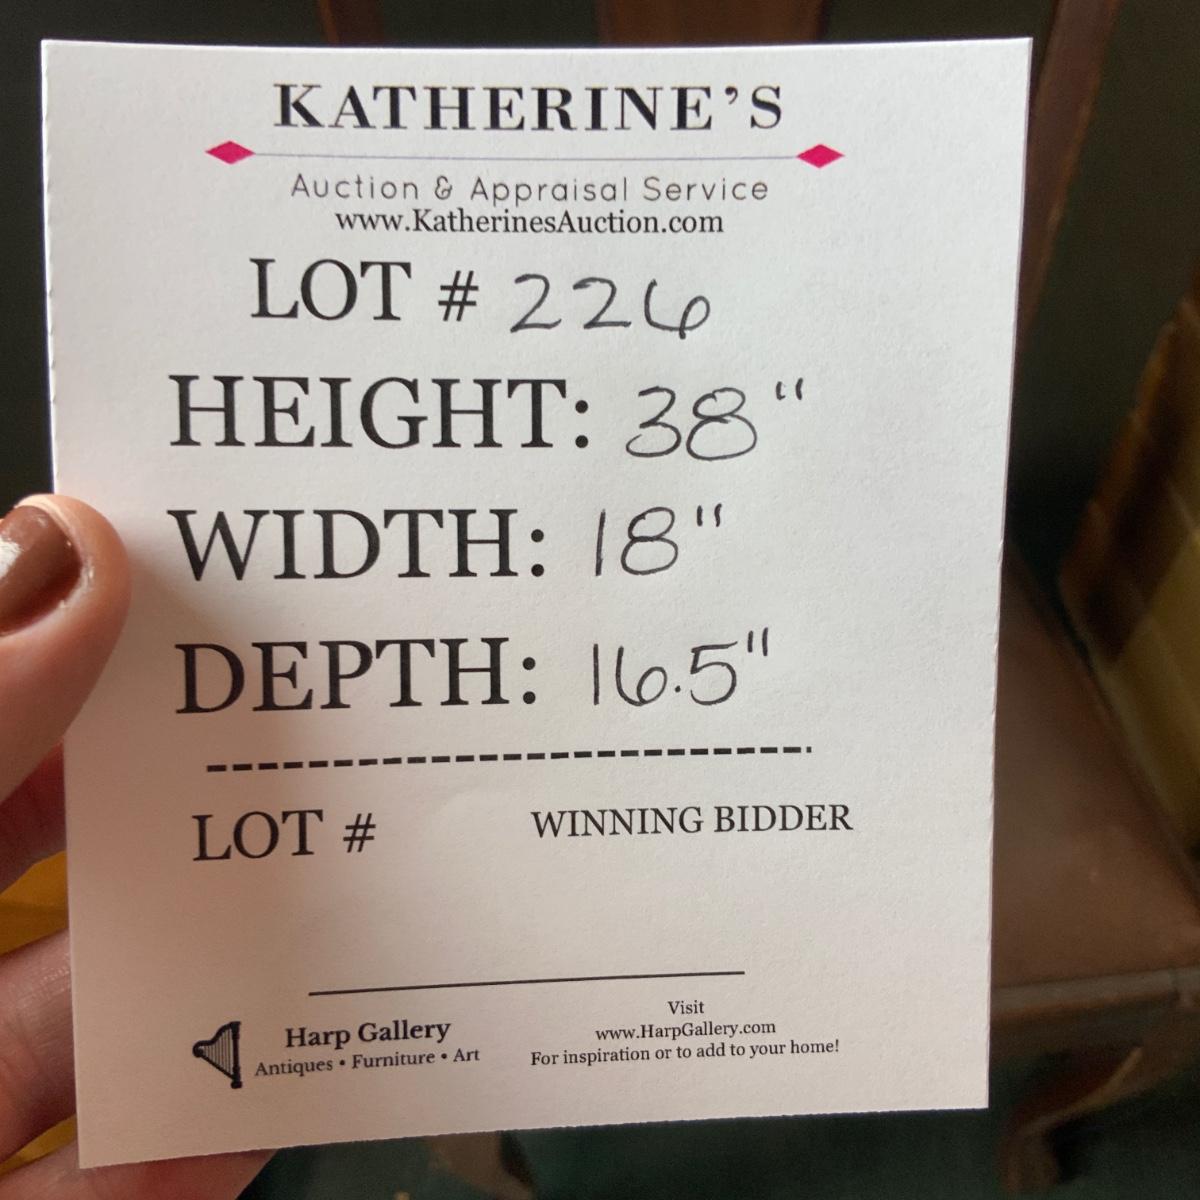 KATHERINE'S
Auction & Appraisal Service
www.KatherinesAuction.com
LOT # 226
HEIGHT: 38"
WIDTH: 18"
DEPTH: 16.5"
LOT #
WINNING BIDDER
Harp Gallery
Antiques • Furniture • Art
Visit
www.HarpGallery.com
For inspiration or to add to your home!